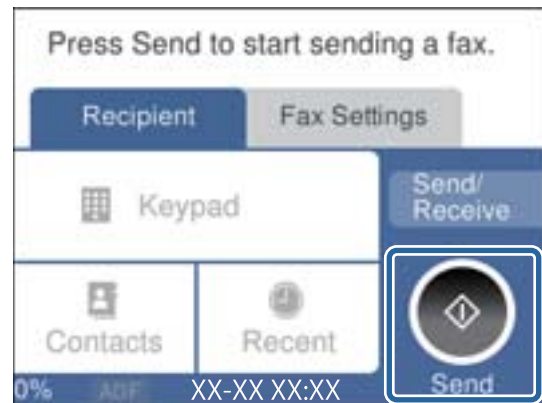 Press Send to start sending a fax.
Recipient
Fax Settings
Keypad
Send/
Receive
Contacts
Recent
Send
0%
ADF
XX-XX XX:XX